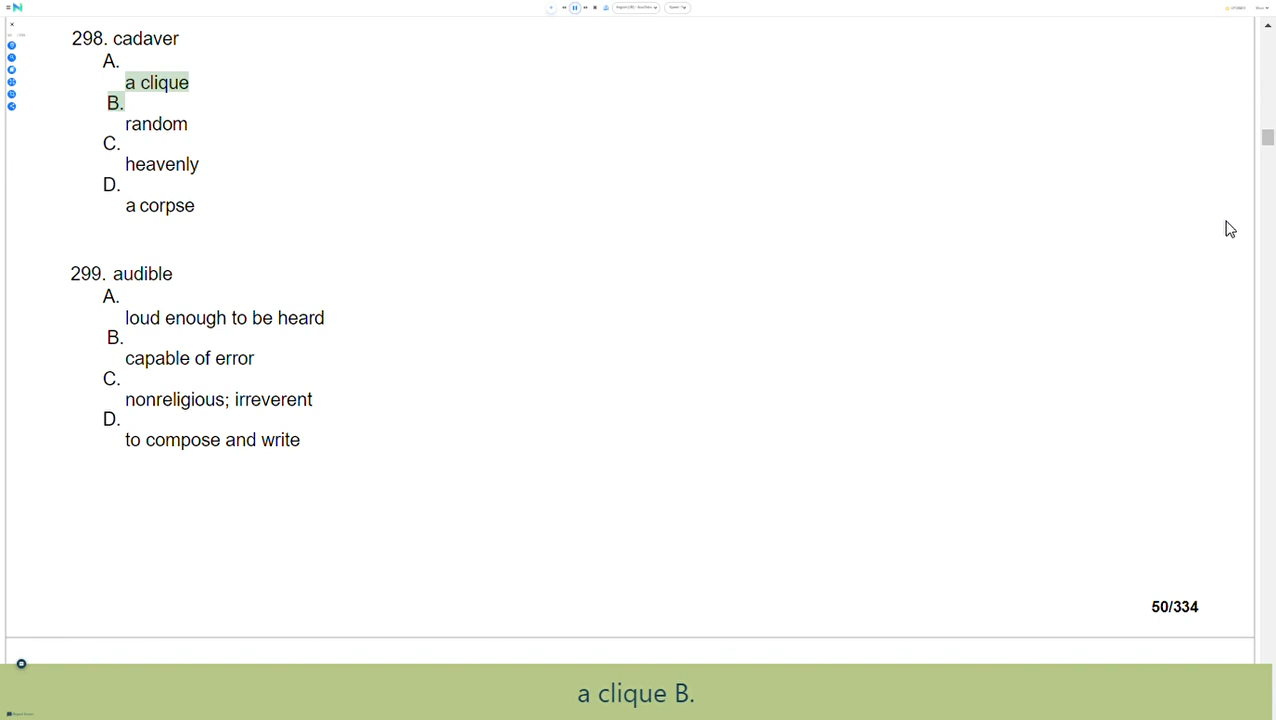 298. cadaver
A.
a clique
B.
random
C.
heavenly
D.
a corpse
299. audible
A.
loud enough to be heard
B.
capable of error
C.
nonreligious; irreverent
D.
to compose and write
50/334
a clique B.